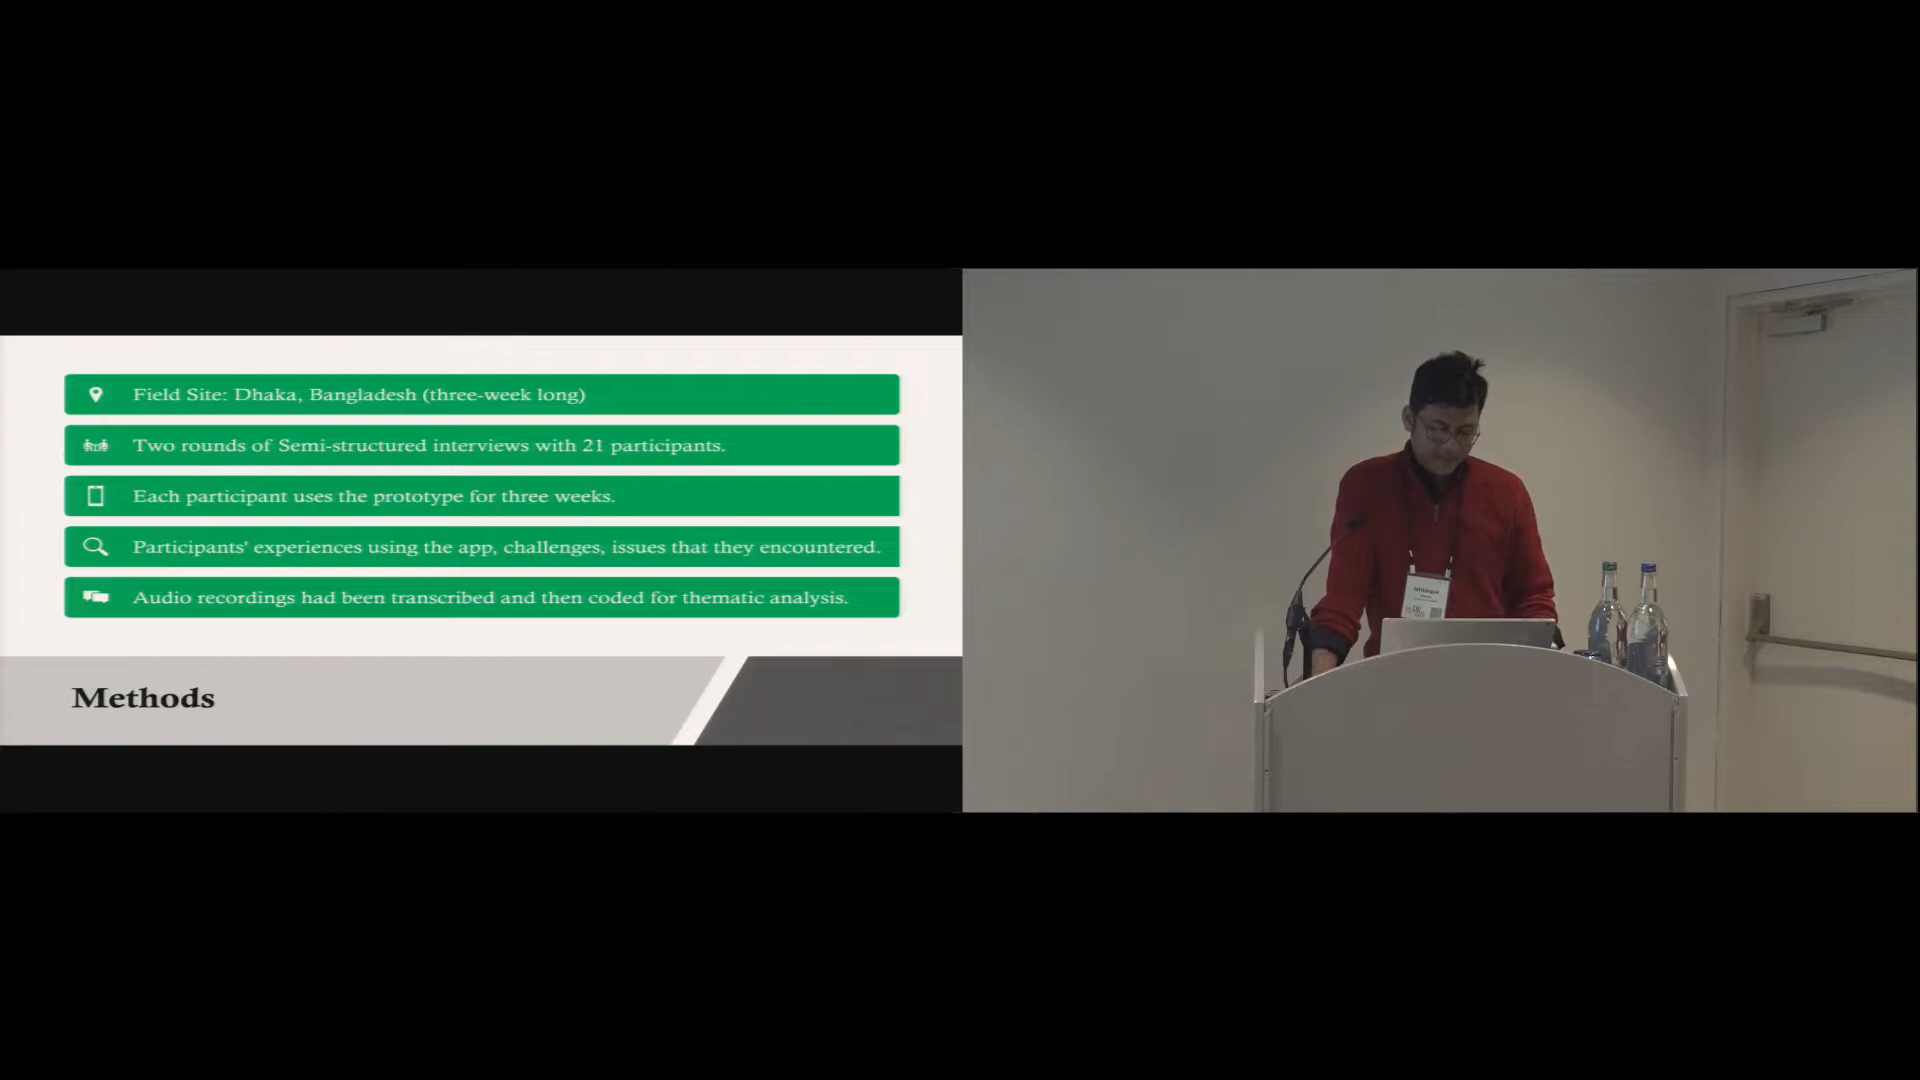 Field Site: Dhaka, Bangladesh (three-week long)
Two rounds of Semi-structured interviews with 21 participants.
Each participant uses the prototype for three weeks.
Participants' experiences using the app, challenges, issues that they encountered.
Audio recordings had been transcribed and then coded for thematic analysis.
Methods